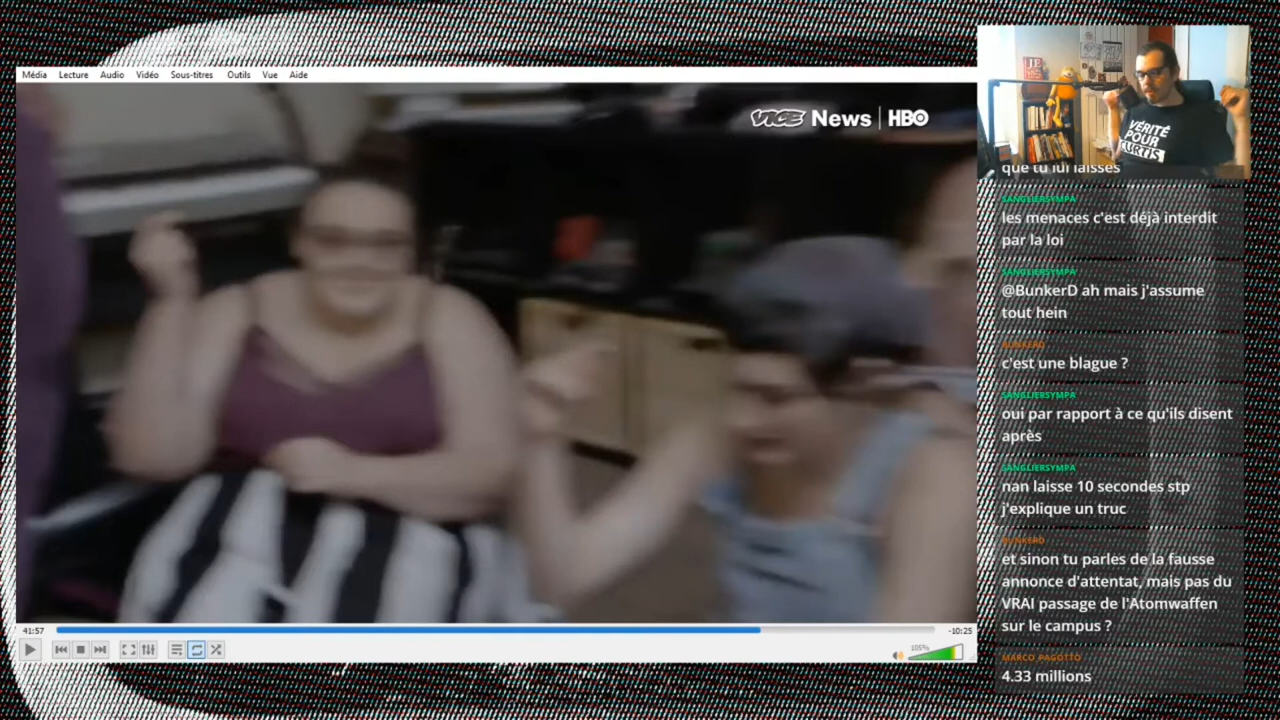 Média Lecture Audio Vidéo Sous-titres Outils Vue Aide
VICE News | HBO
JE
VÉRITÉ
POUR
CURTIS
que tu lui laisses
SANGLIERSYMPA
les menaces c'est déjà interdit
par la loi
SANGLIERSYMPA
@BunkerD ah mais j'assume
tout hein
BUNKERD
c'est une blague ?
SANGLIERSYMPA
oui par rapport à ce qu'ils disent
après
SANGLIERSYMPA
nan laisse 10 secondes stp
j'explique un truc
BUNKERD
et sinon tu parles de la fausse
annonce d'attentat, mais pas du
VRAI passage de l'Atomwaffen
sur le campus ?
MARCO_PAGOTTO
4.33 millions
41:57
-10:25
105%